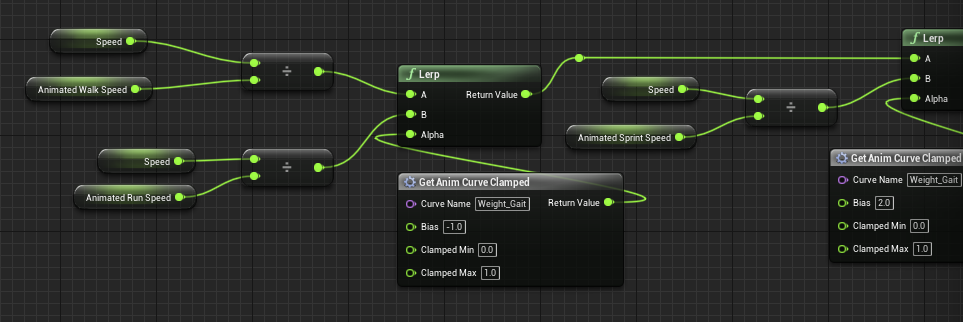 Speed
÷
Animated Walk Speed
Speed
÷
Animated Run Speed
f Lerp
A Return Value
B
Alpha
Get Anim Curve Clamped
Curve Name Weight_Gait Return Value
Bias -1.0
Clamped Min 0.0
Clamped Max 1.0
Speed
÷
Animated Sprint Speed
f Lerp
A
B
Alpha
Get Anim Curve Clamped
Curve Name Weight_Gait
Bias 2.0
Clamped Min 0.0
Clamped Max 1.0